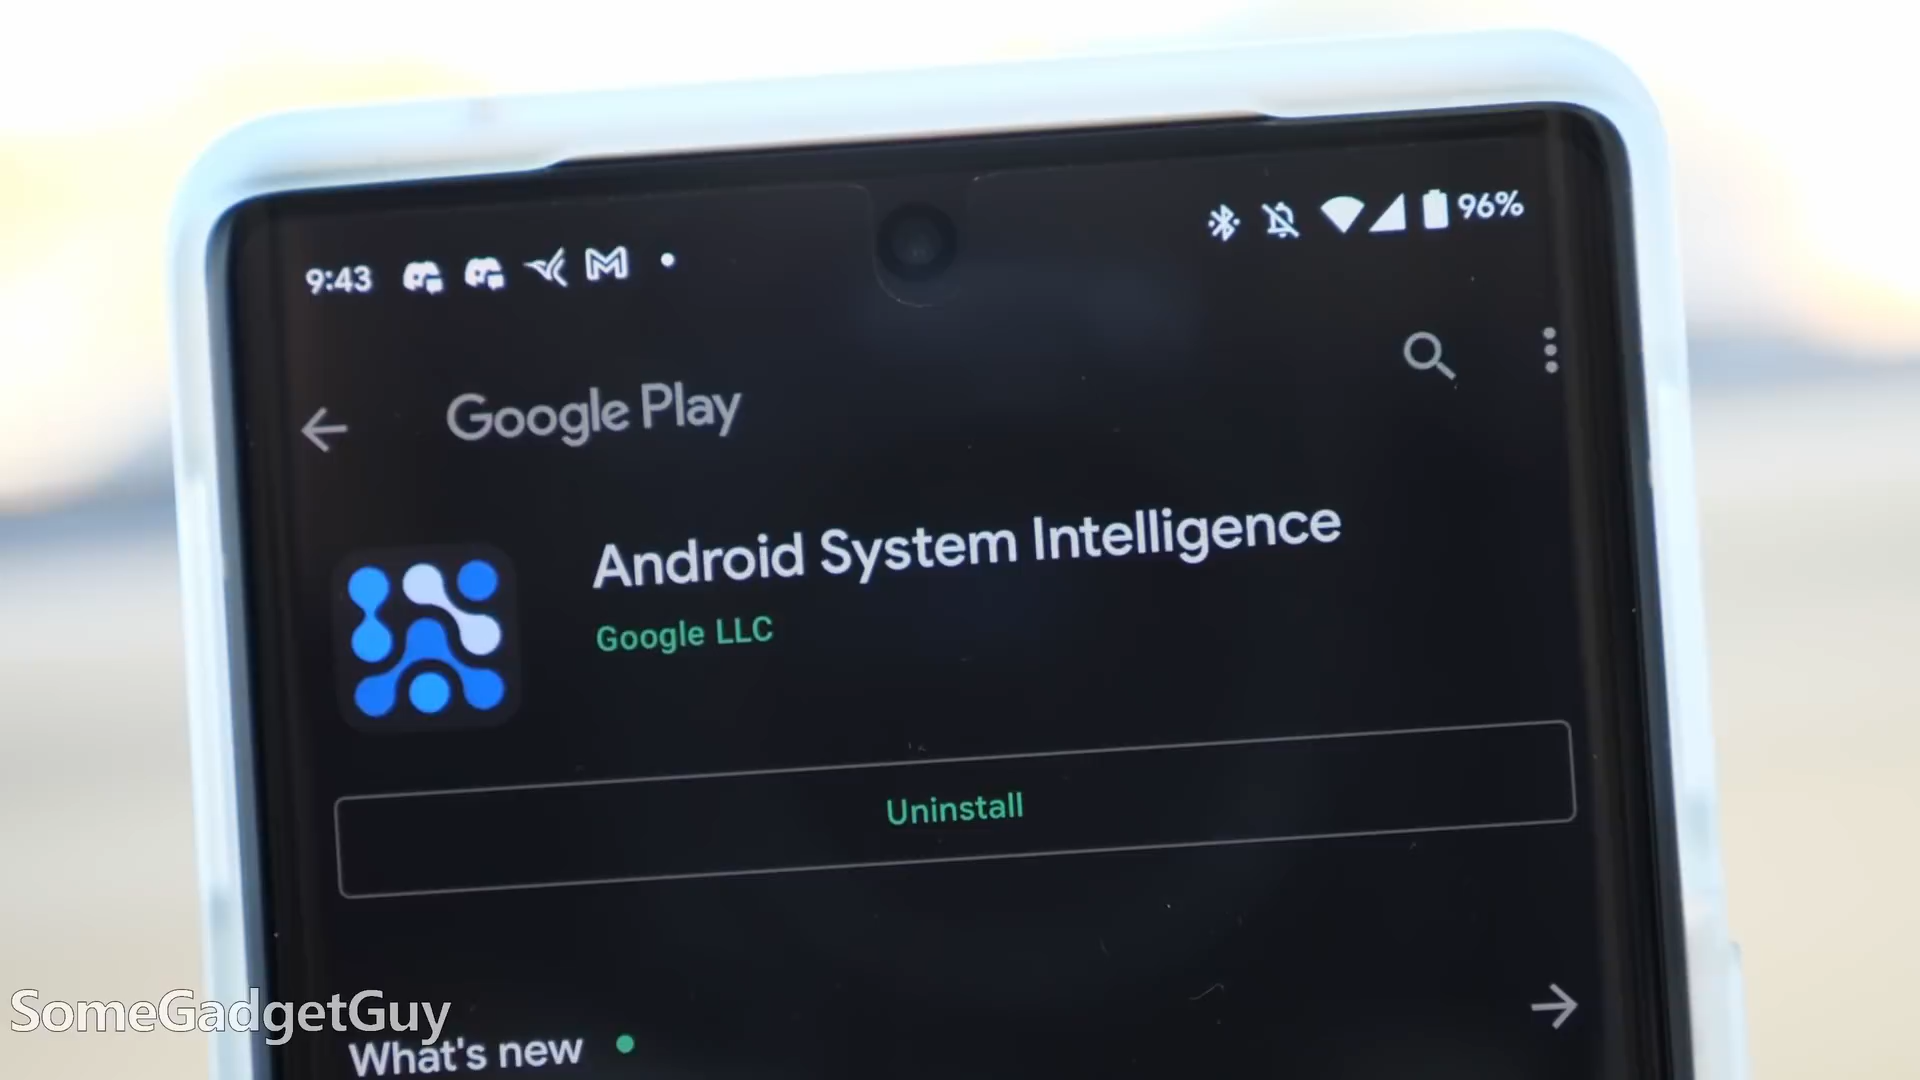 9:43
96%
Google Play
Android System Intelligence
Google LLC
Uninstall
What's new
SomeGadgetGuy